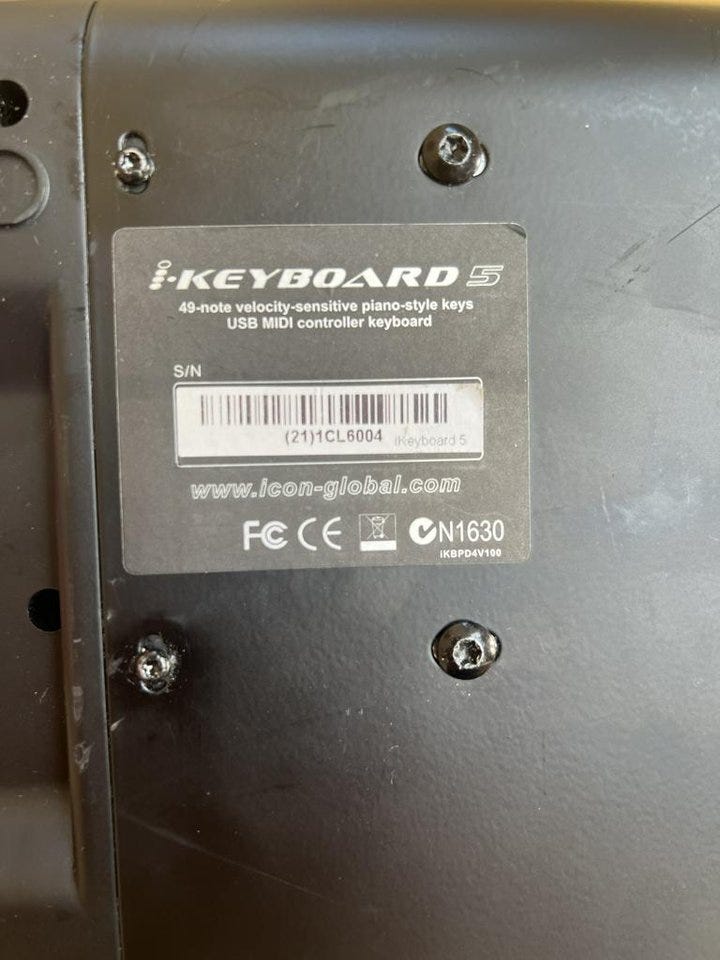 i-KEYBOARD 5
49-note velocity-sensitive piano-style keys
USB MIDI controller keyboard
S/N
(21)1CL6004 iKeyboard 5
www.icon-global.com
FC CE N1630
iKBPD4V100